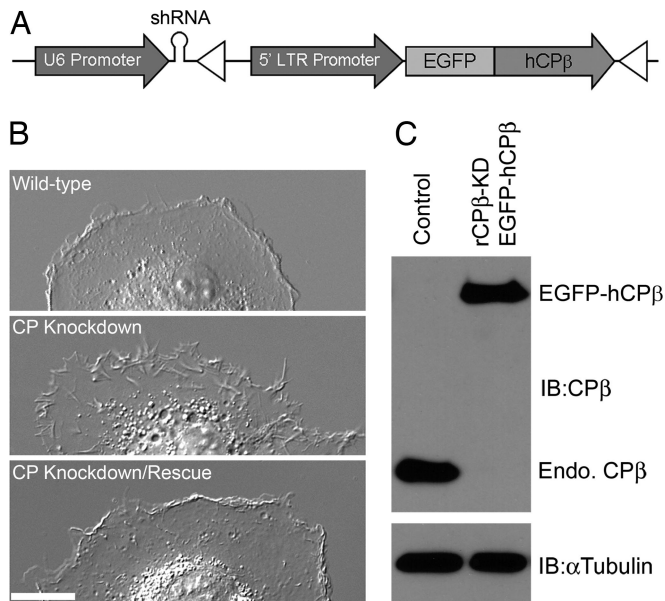 A
shRNA
U6 Promoter
5' LTR Promoter
EGFP
hCPβ
B
Wild-type
CP Knockdown
CP Knockdown/Rescue
C
Control
rCPβ-KD
EGFP-hCPβ
EGFP-hCPβ
IB:CPβ
Endo. CPβ
IB:αTubulin